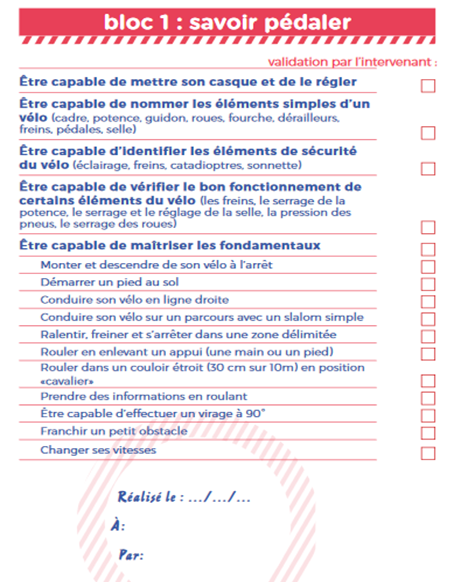 bloc 1 : savoir pédaler
validation par l'intervenant :
Être capable de mettre son casque et de le régler
Être capable de nommer les éléments simples d'un
vélo (cadre, potence, guidon, roues, fourche, dérailleurs,
freins, pédales, selle)
Être capable d'identifier les éléments de sécurité
du vélo (éclairage, freins, catadioptres, sonnette)
Être capable de vérifier le bon fonctionnement de
certains éléments du vélo (les freins, le serrage de la
potence, le serrage et le réglage de la selle, la pression des
pneus, le serrage des roues)
Être capable de maîtriser les fondamentaux
Monter et descendre de son vélo à l'arrêt
Démarrer un pied au sol
Conduire son vélo en ligne droite
Conduire son vélo sur un parcours avec un slalom simple
Ralentir, freiner et s'arrêter dans une zone délimitée
Rouler en enlevant un appui (une main ou un pied)
Rouler dans un couloir étroit (30 cm sur 10m) en position
«cavalier»
Prendre des informations en roulant
Être capable d'effectuer un virage à 90°
Franchir un petit obstacle
Changer ses vitesses
Réalisé le : .../.../...
À:
Par: